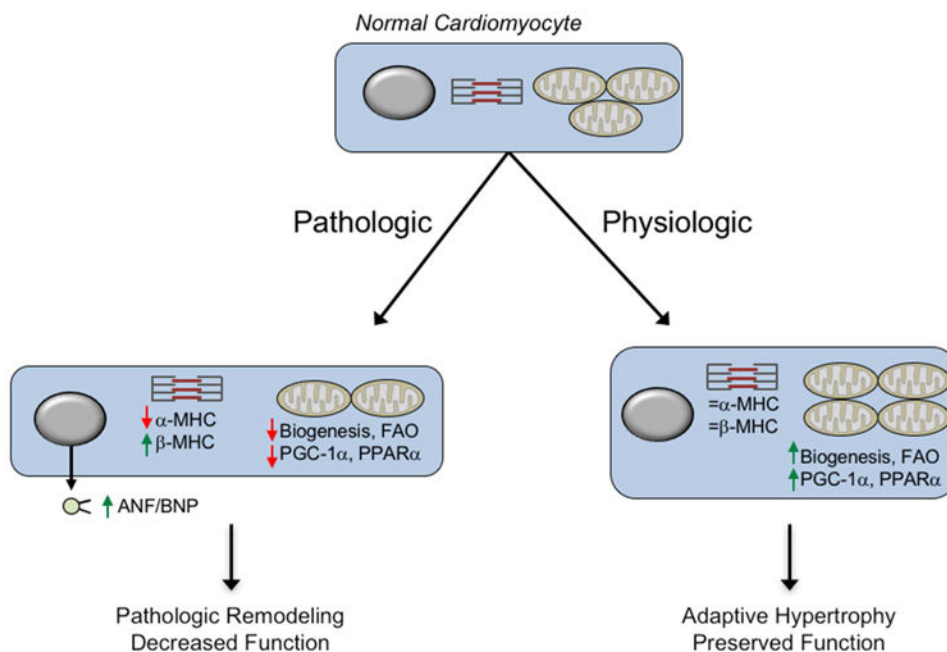 Normal Cardiomyocyte
Pathologic
Physiologic
α-MHC
β-MHC
Biogenesis, FAO
PGC-1α, PPARα
ANF/BNP
=α-MHC
=β-MHC
Biogenesis, FAO
PGC-1α, PPARα
Pathologic Remodeling
Decreased Function
Adaptive Hypertrophy
Preserved Function